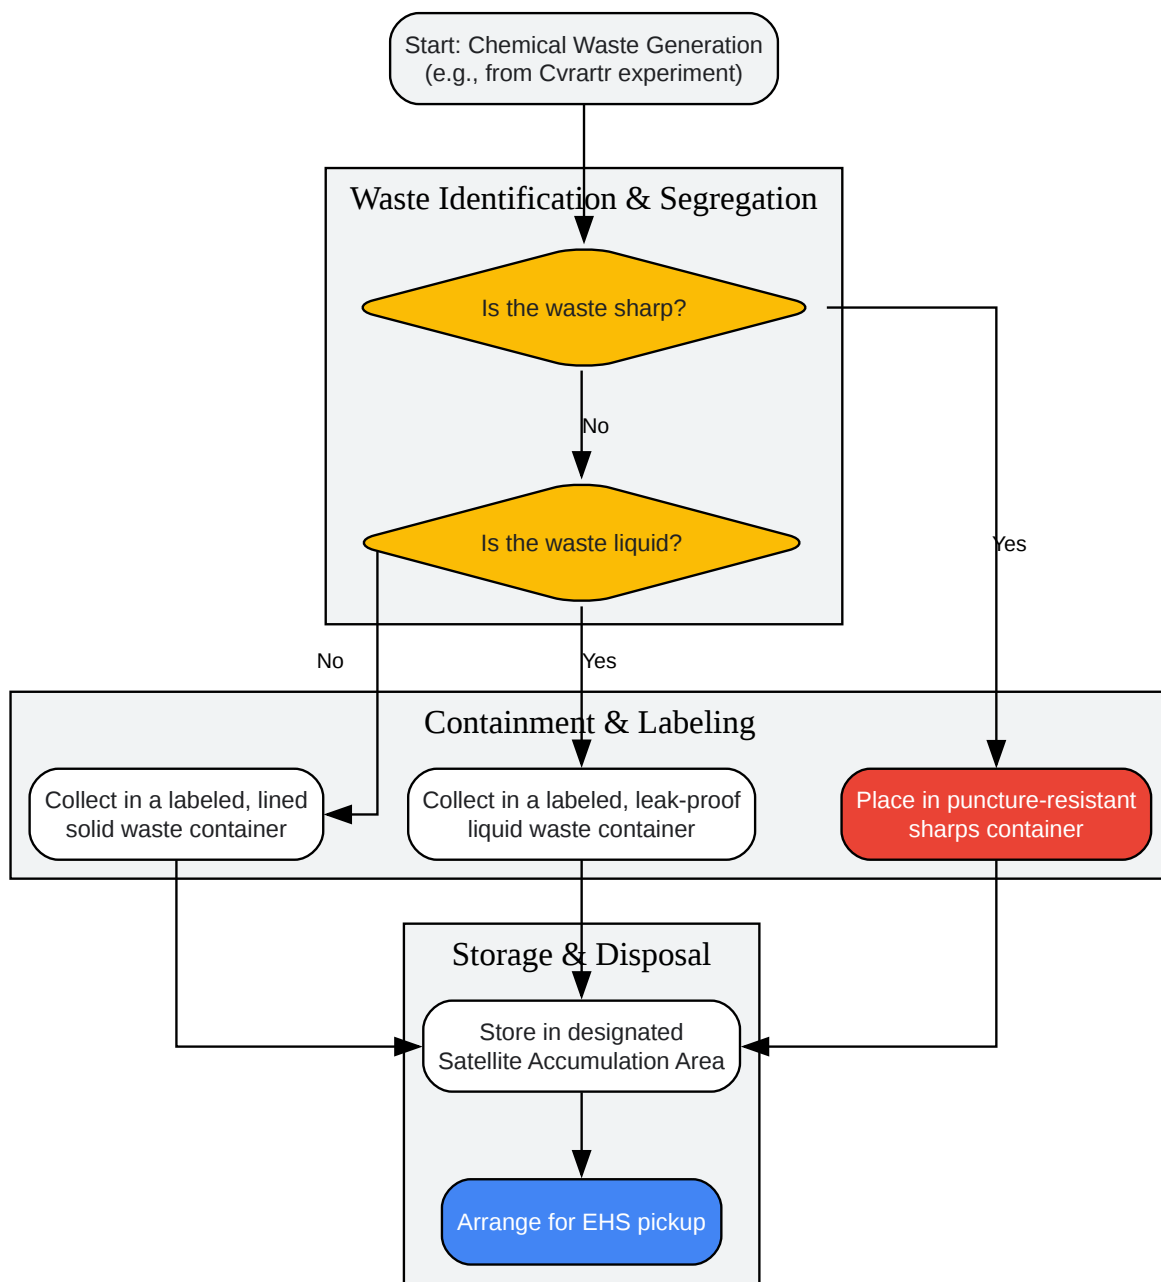 Start: Chemical Waste Generation
(e.g., from Cvrartr experiment)
Waste Identification & Segregation
Is the waste sharp?
No
Is the waste liquid?
Yes
No
Yes
Containment & Labeling
Collect in a labeled, lined
solid waste container
Collect in a labeled, leak-proof
liquid waste container
Place in puncture-resistant
sharps container
Storage & Disposal
Store in designated
Satellite Accumulation Area
Arrange for EHS pickup